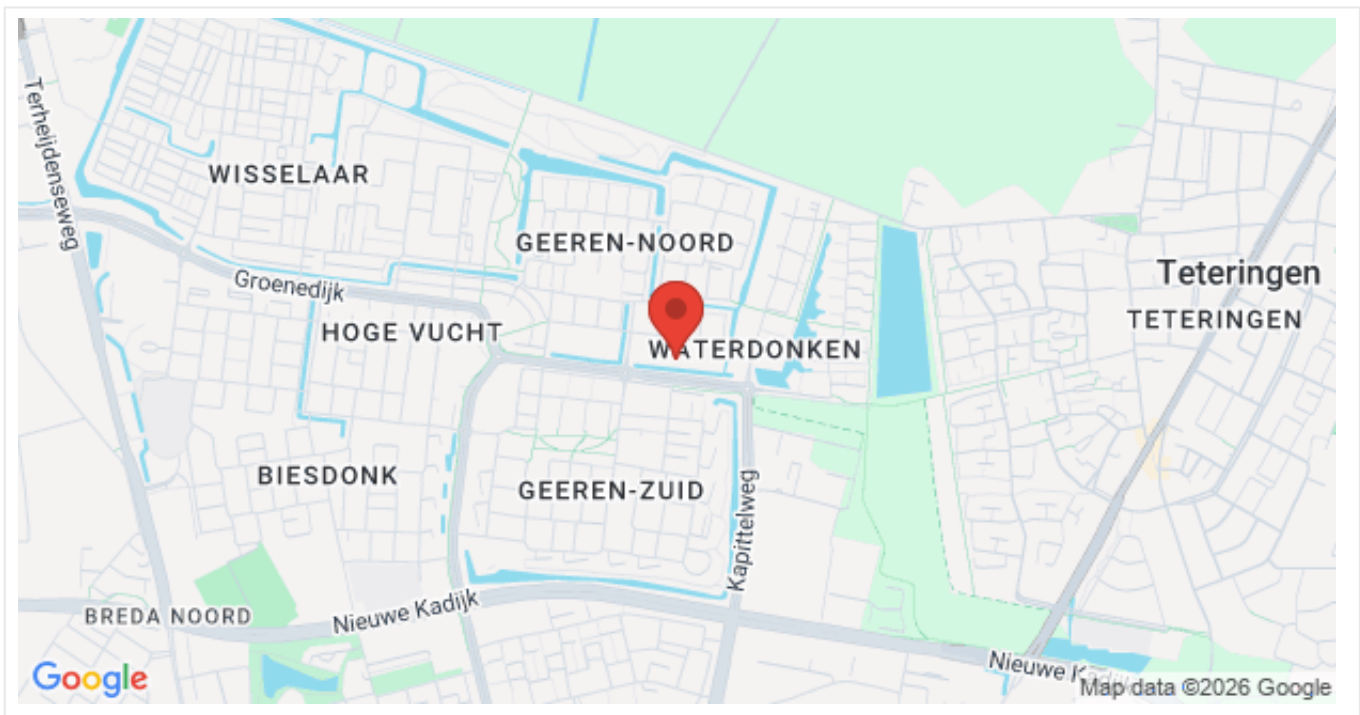 Terheijdenseweg
WISSELAAR
GEEREN-NOORD
Groenedijk
HOGE VUCHT
WATERDONKEN
Teteringen
TETERINGEN
BIESDONK
GEEREN-ZUID
Kapittelweg
BREDA NOORD
Nieuwe Kadijk
Nieuwe Kadijk
Google
Map data ©2026 Google